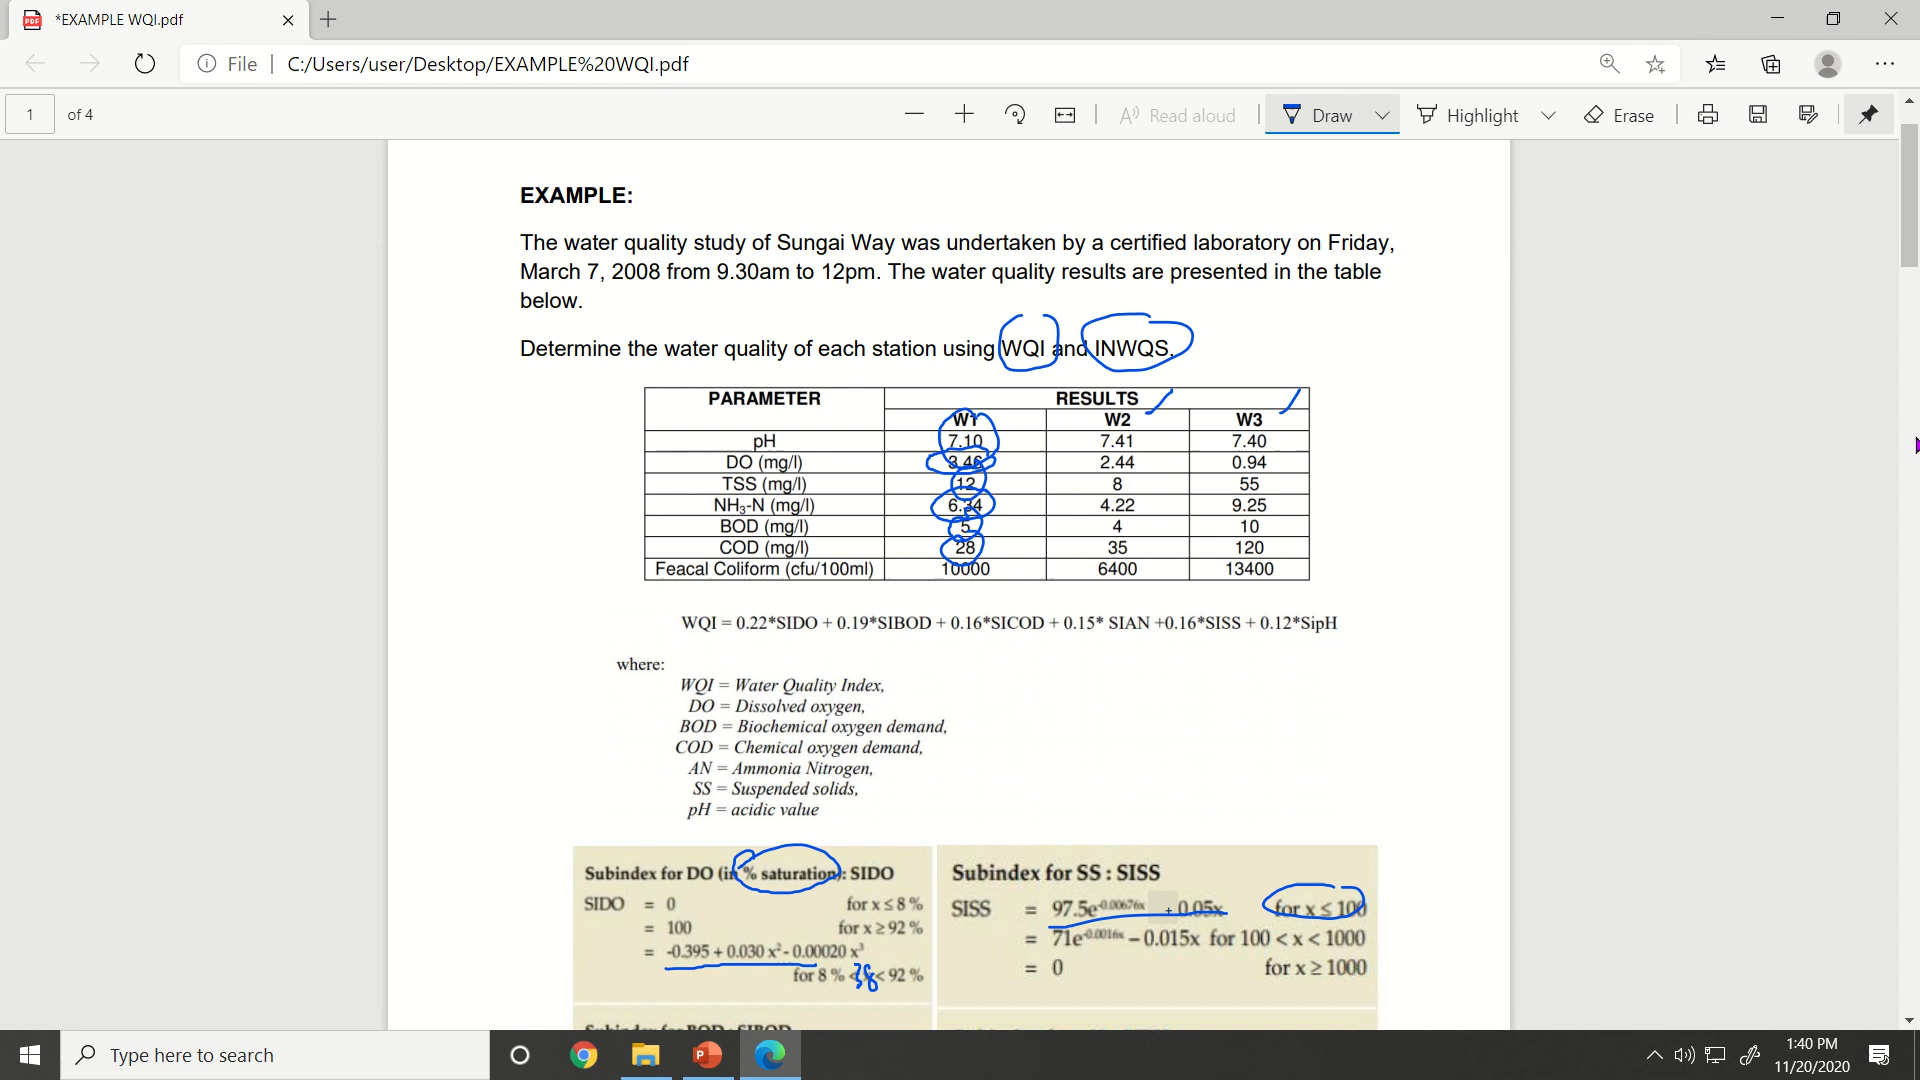 *EXAMPLE WQI.pdf
File | C:/Users/user/Desktop/EXAMPLE%20WQI.pdf
1 of 4 Read aloud Draw Highlight Erase
EXAMPLE:
The water quality study of Sungai Way was undertaken by a certified laboratory on Friday,
March 7, 2008 from 9.30am to 12pm. The water quality results are presented in the table
below.
Determine the water quality of each station using WQI and INWQS.
PARAMETER RESULTS
W1 W2 W3
pH 7.10 7.41 7.40
DO (mg/l) 3.46 2.44 0.94
TSS (mg/l) 12 8 55
NH₃-N (mg/l) 6.34 4.22 9.25
BOD (mg/l) 5 4 10
COD (mg/l) 28 35 120
Feacal Coliform (cfu/100ml) 10000 6400 13400
WQI = 0.22*SIDO + 0.19*SIBOD + 0.16*SICOD + 0.15* SIAN +0.16*SISS + 0.12*SipH
where:
WQI = Water Quality Index,
DO = Dissolved oxygen,
BOD = Biochemical oxygen demand,
COD = Chemical oxygen demand,
AN = Ammonia Nitrogen,
SS = Suspended solids,
pH = acidic value
Subindex for DO (in % saturation): SIDO
SIDO = 0 for x ≤ 8 %
= 100 for x ≥ 92 %
= -0.395 + 0.030 x² - 0.00020 x³
for 8 % < < 92 %
38
Subindex for SS : SISS
SISS = 97.5e⁻⁰·⁰⁰⁶⁷⁶ˣ + 0.05x for x ≤ 100
= 71e⁻⁰·⁰⁰¹⁶ˣ – 0.015x for 100 < x < 1000
= 0 for x ≥ 1000
Subindex for BOD : SIBOD
Type here to search
1:40 PM
11/20/2020